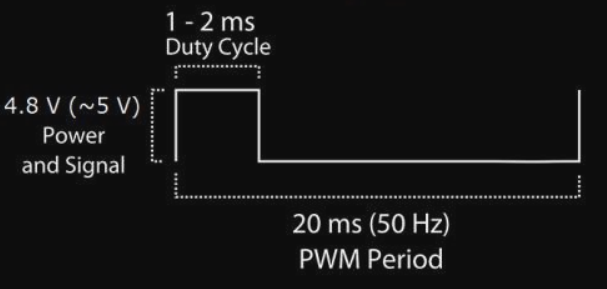 1 - 2 ms
Duty Cycle
4.8 V (~5 V)
Power
and Signal
20 ms (50 Hz)
PWM Period